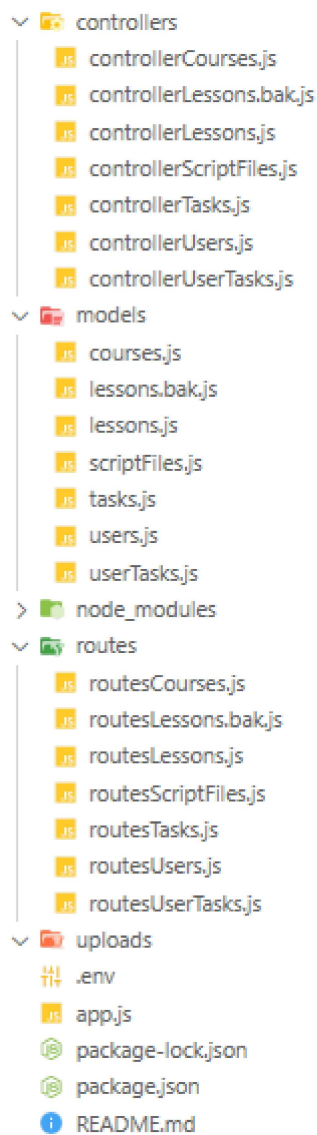 controllers
controllerCourses.js
controllerLessons.bak.js
controllerLessons.js
controllerScriptFiles.js
controllerTasks.js
controllerUsers.js
controllerUserTasks.js
models
courses.js
lessons.bak.js
lessons.js
scriptFiles.js
tasks.js
users.js
userTasks.js
node_modules
routes
routesCourses.js
routesLessons.bak.js
routesLessons.js
routesScriptFiles.js
routesTasks.js
routesUsers.js
routesUserTasks.js
uploads
.env
app.js
package-lock.json
package.json
README.md